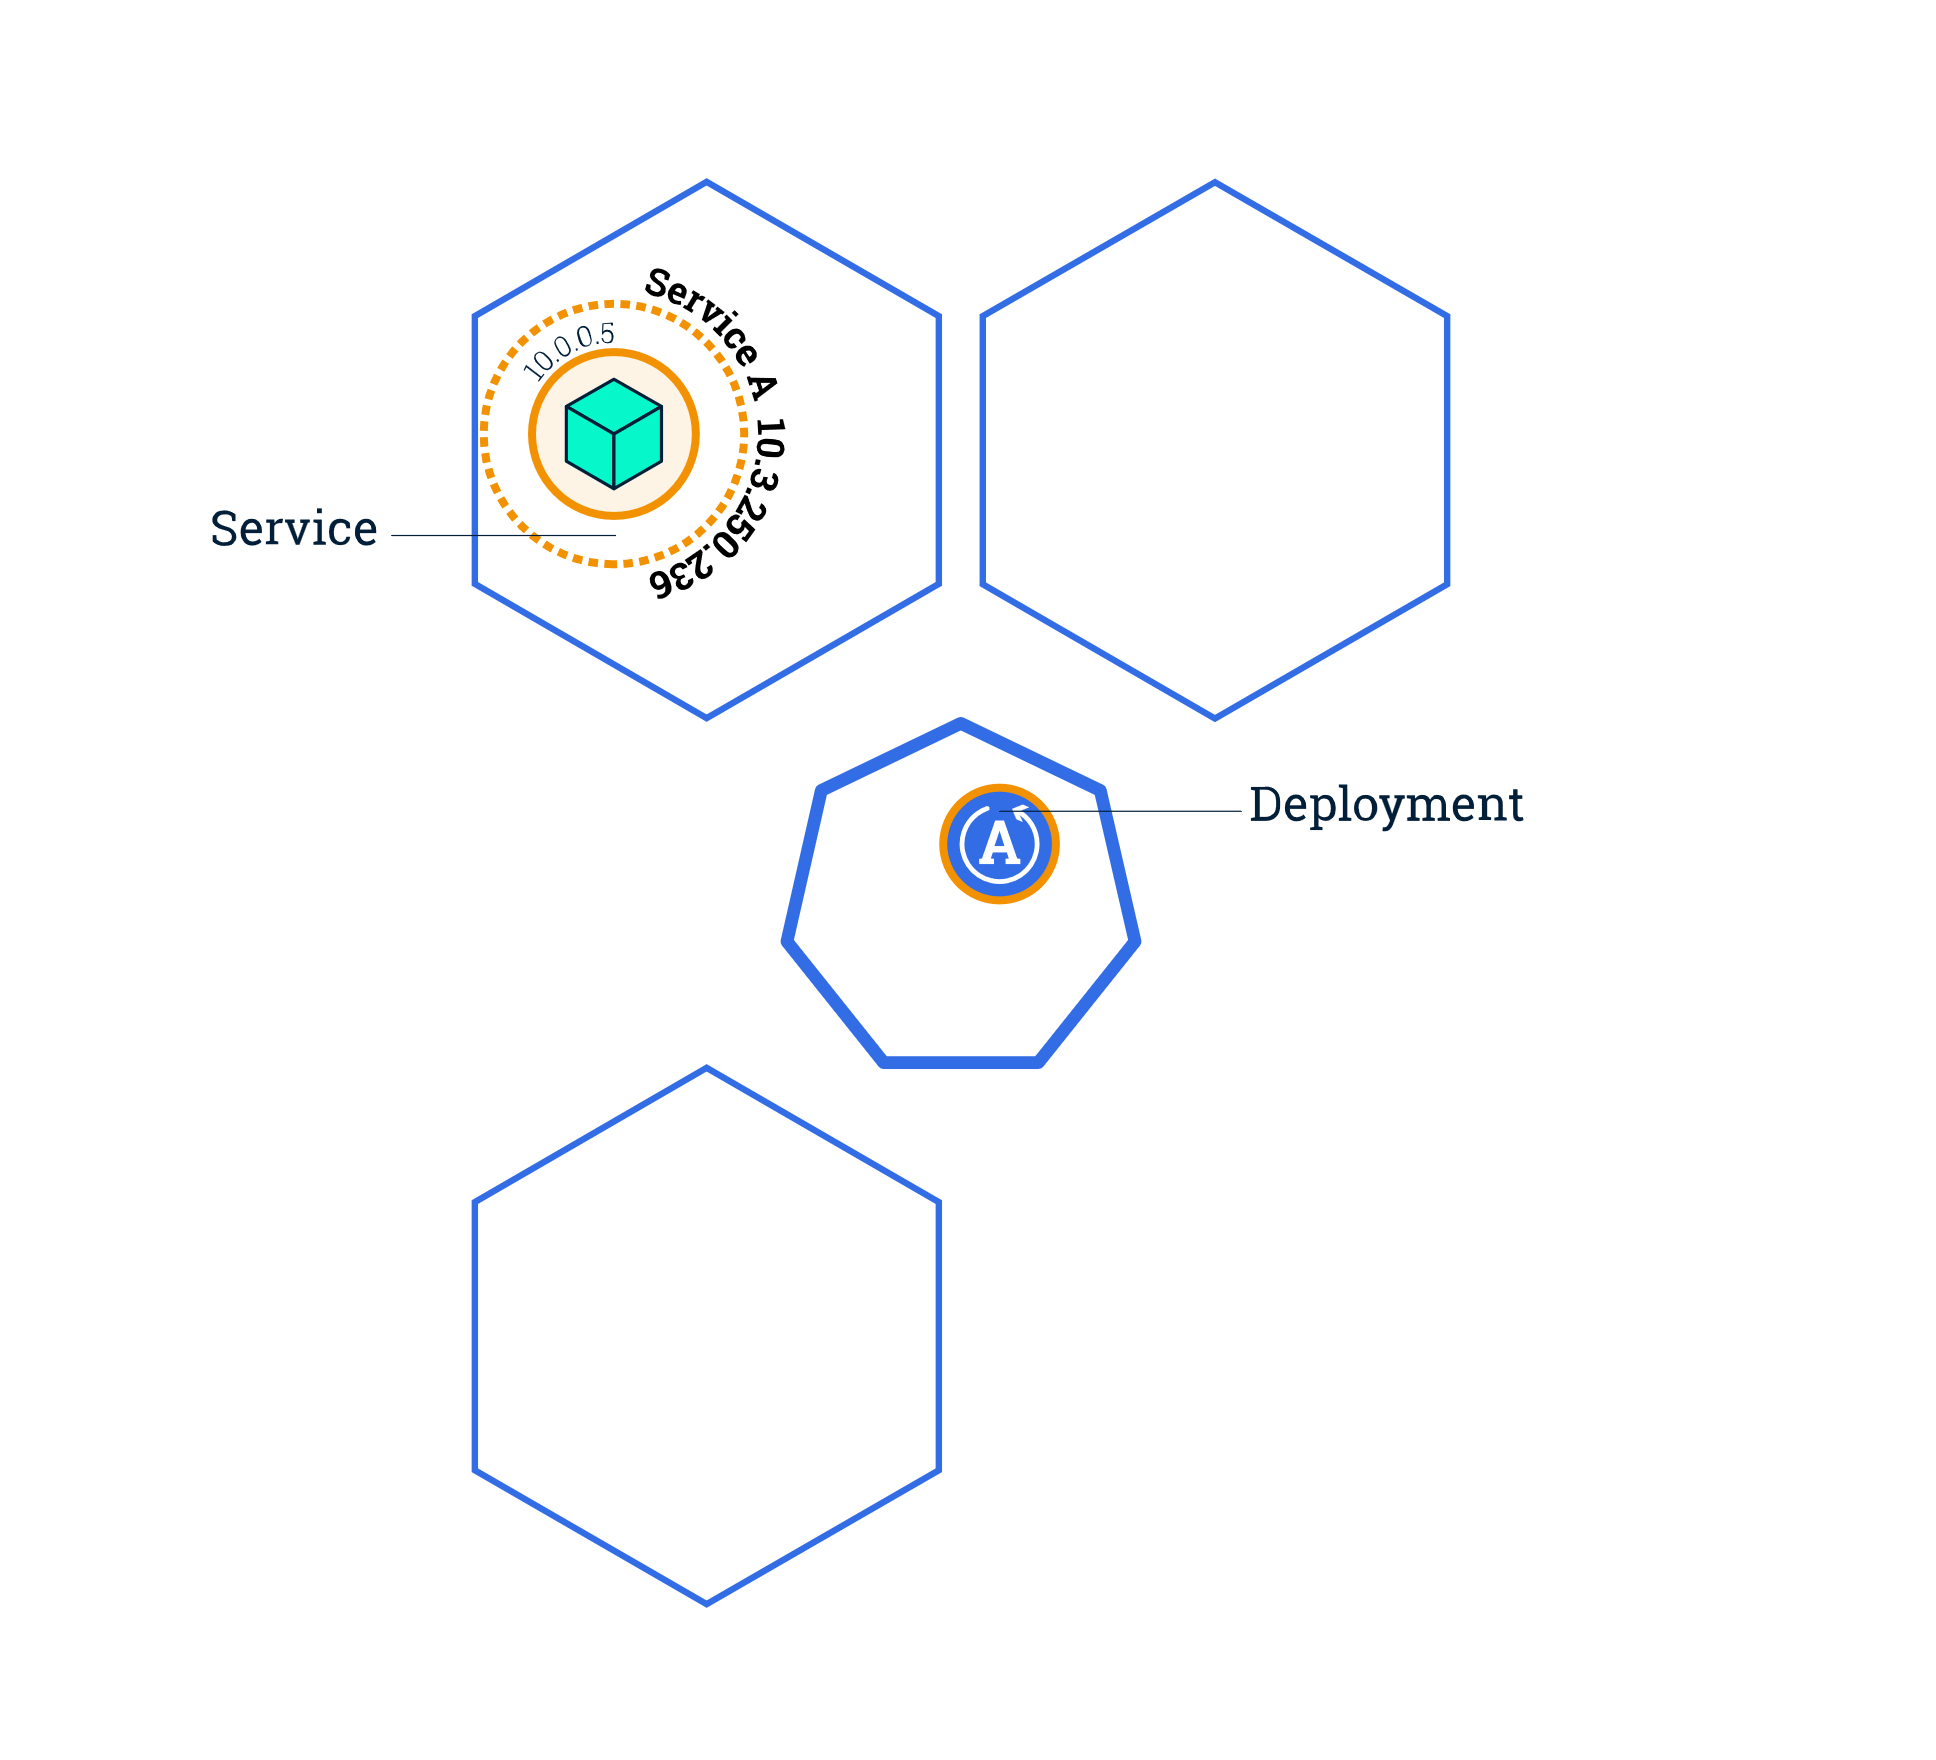 10.0.0.5
Service A 10.3.250.236
Service
Deployment
A